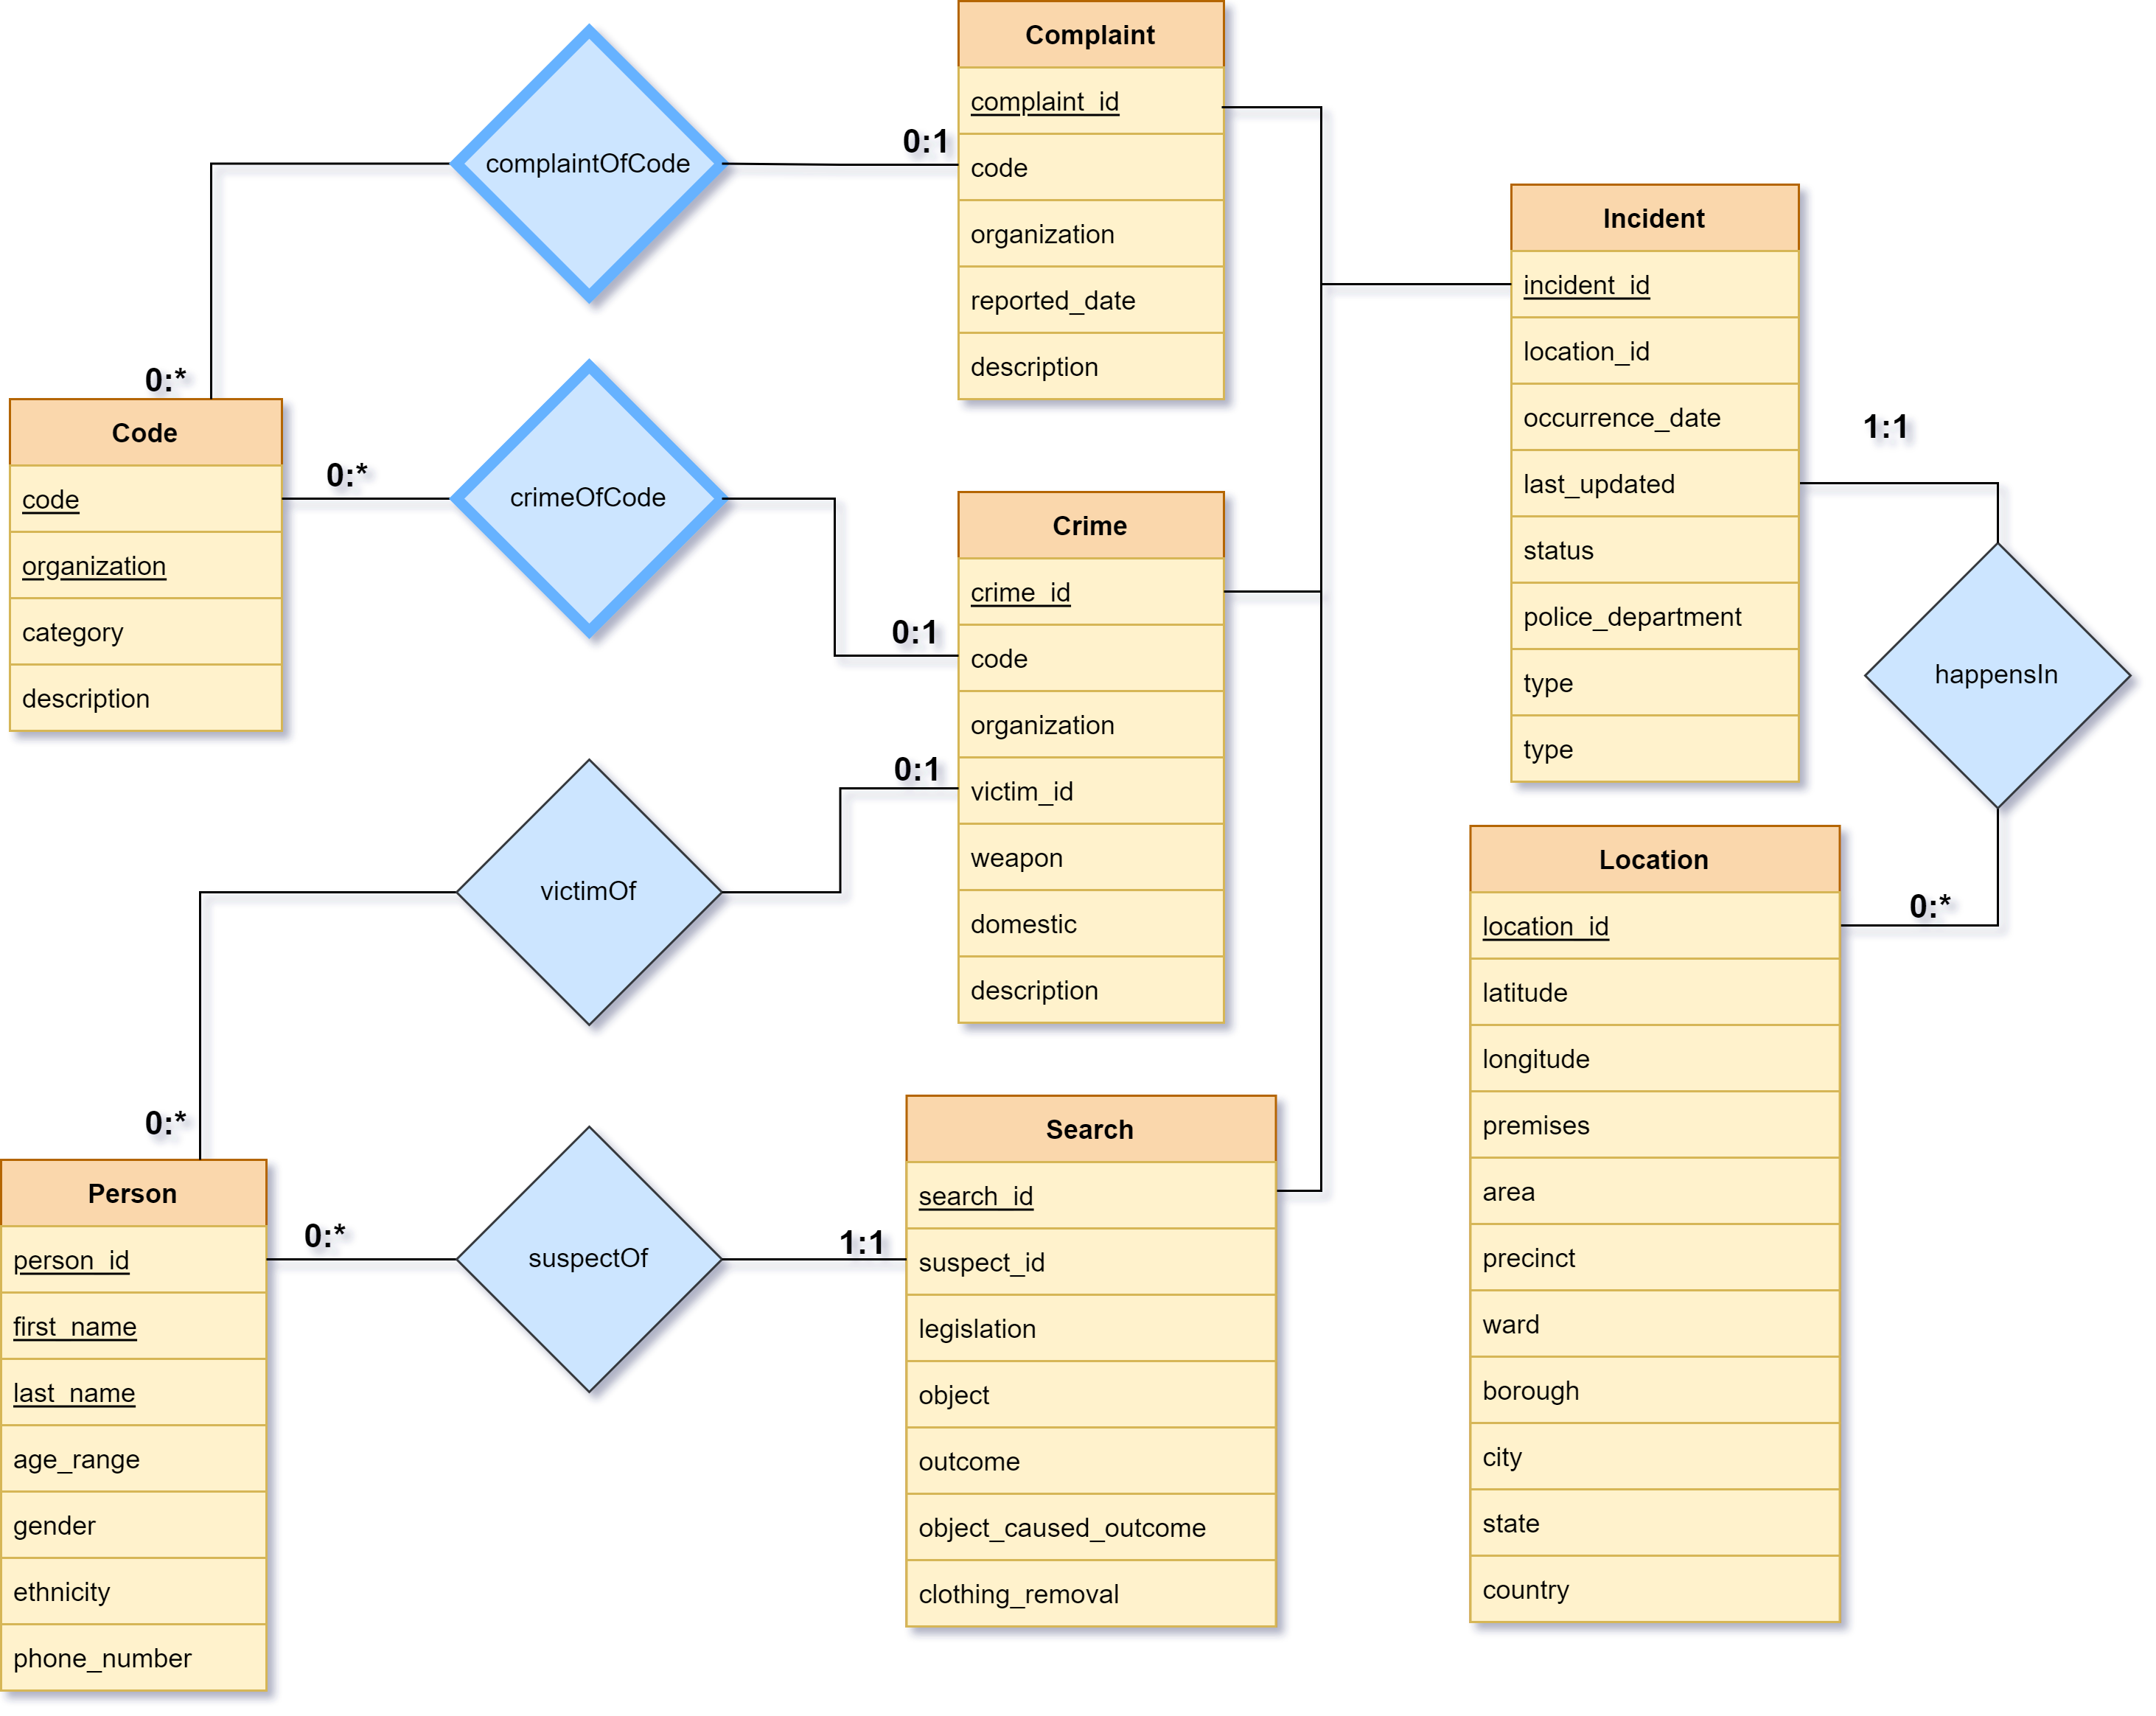 Complaint
complaint_id
code
organization
reported_date
description
complaintOfCode
0:1
0:*
Code
code
organization
category
description
0:*
crimeOfCode
0:1
Crime
crime_id
code
organization
victim_id
weapon
domestic
description
0:1
victimOf
0:*
Person
person_id
first_name
last_name
age_range
gender
ethnicity
phone_number
0:*
suspectOf
1:1
Search
search_id
suspect_id
legislation
object
outcome
object_caused_outcome
clothing_removal
Incident
incident_id
location_id
occurrence_date
last_updated
status
police_department
type
type
1:1
happensIn
0:*
Location
location_id
latitude
longitude
premises
area
precinct
ward
borough
city
state
country